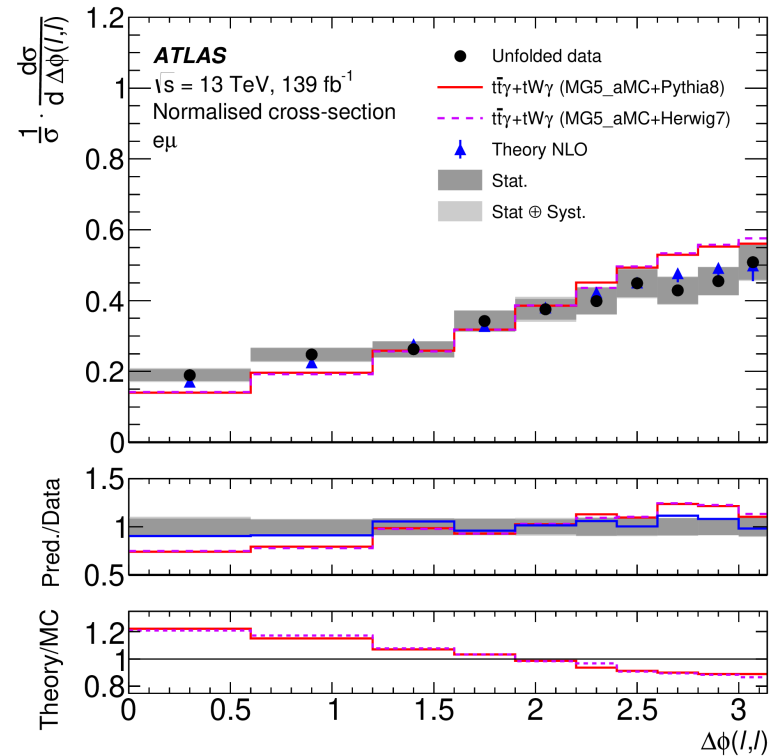 1/σ · dσ/d Δϕ(l,l)
1.2
1
0.8
0.6
0.4
0.2
0
ATLAS
√s = 13 TeV, 139 fb⁻¹
Normalised cross-section
eμ
Unfolded data
tt̄γ+tWγ (MG5_aMC+Pythia8)
tt̄γ+tWγ (MG5_aMC+Herwig7)
Theory NLO
Stat.
Stat ⊕ Syst.
Pred./Data
1.5
1
0.5
Theory/MC
1.2
1
0.8
0 0.5 1 1.5 2 2.5 3
Δϕ(l,l)